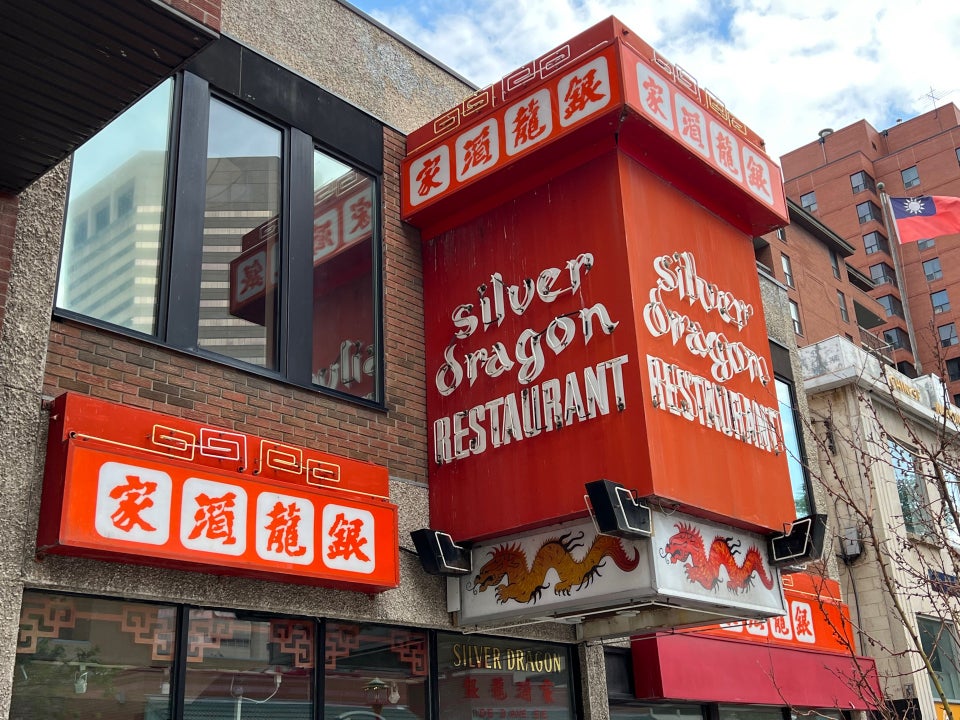 銀龍酒家
銀龍酒家
silver
dragon
RESTAURANT
silver
dragon
RESTAURANT
銀龍酒家
SILVER DRAGON